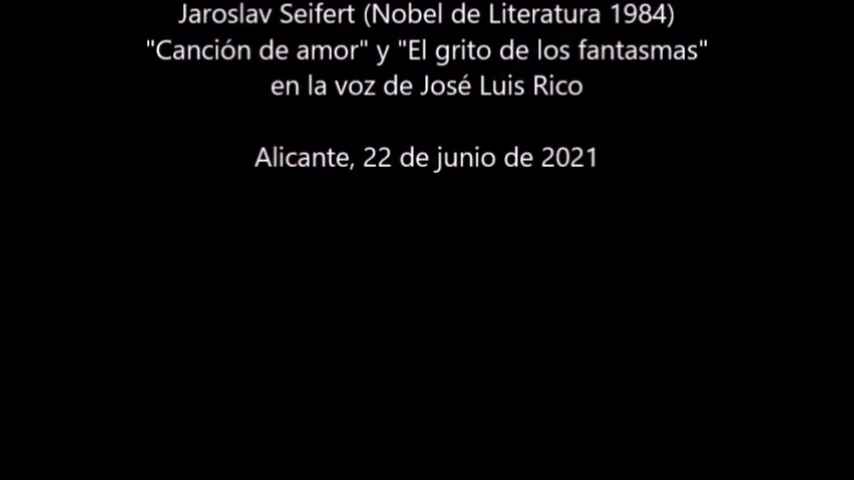 Jaroslav Seifert (Nobel de Literatura 1984)
"Canción de amor" y "El grito de los fantasmas"
en la voz de José Luis Rico
Alicante, 22 de junio de 2021